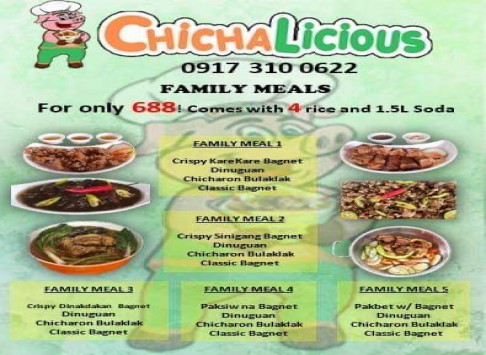 CHICHALICIOUS
0917 310 0622
FAMILY MEALS
For only 688! Comes with 4 rice and 1.5L Soda
FAMILY MEAL 1
Crispy KareKare Bagnet
Dinuguan
Chicharon Bulaklak
Classic Bagnet
FAMILY MEAL 2
Crispy Sinigang Bagnet
Dinuguan
Chicharon Bulaklak
Classic Bagnet
FAMILY MEAL 3
Crispy Dinakdakan Bagnet
Dinuguan
Chicharon Bulaklak
Classic Bagnet
FAMILY MEAL 4
Paksiw na Bagnet
Dinuguan
Chicharon Bulaklak
Classic Bagnet
FAMILY MEAL 5
Pakbet w/ Bagnet
Dinuguan
Chicharon Bulaklak
Classic Bagnet